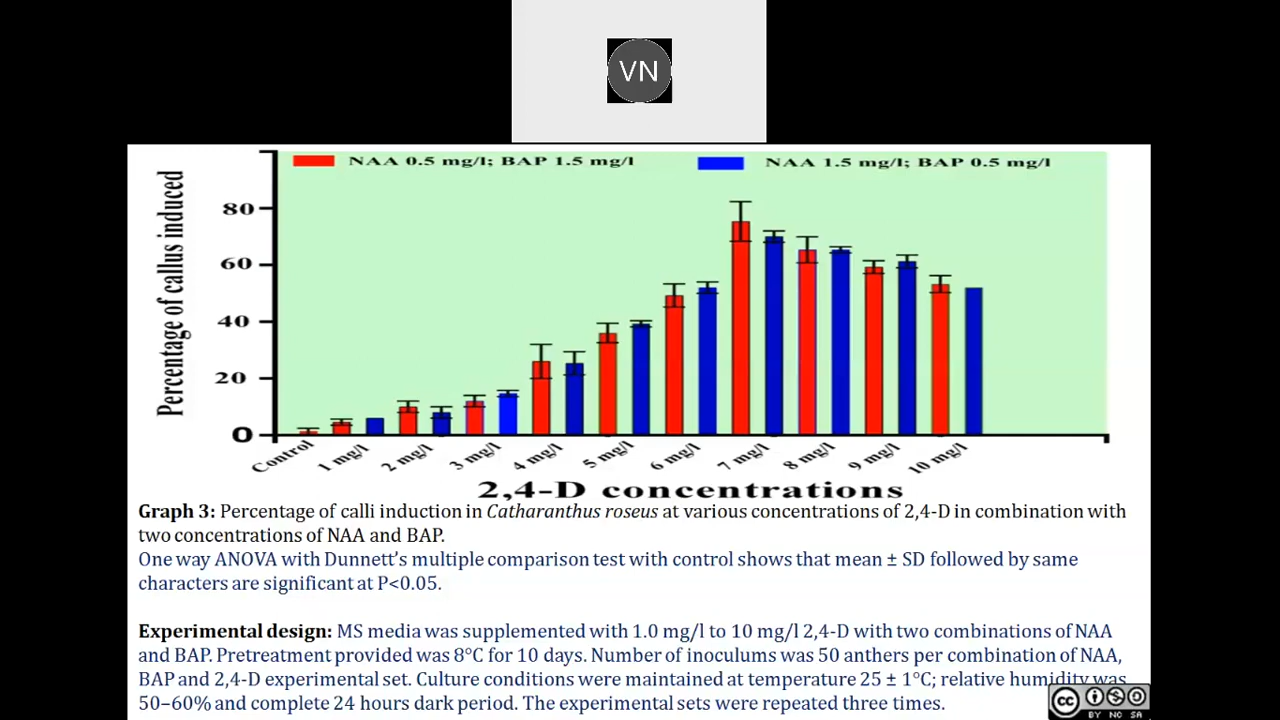 VN
NAA 0.5 mg/l; BAP 1.5 mg/l
NAA 1.5 mg/l; BAP 0.5 mg/l
Percentage of callus induced
80
60
40
20
0
Control
1 mg/l
2 mg/l
3 mg/l
4 mg/l
5 mg/l
6 mg/l
7 mg/l
8 mg/l
9 mg/l
10 mg/l
2,4-D concentrations
Graph 3: Percentage of calli induction in Catharanthus roseus at various concentrations of 2,4-D in combination with
two concentrations of NAA and BAP.
One way ANOVA with Dunnett's multiple comparison test with control shows that mean ± SD followed by same
characters are significant at P<0.05.
Experimental design: MS media was supplemented with 1.0 mg/l to 10 mg/l 2,4-D with two combinations of NAA
and BAP. Pretreatment provided was 8°C for 10 days. Number of inoculums was 50 anthers per combination of NAA,
BAP and 2,4-D experimental set. Culture conditions were maintained at temperature 25 ± 1°C; relative humidity was
50–60% and complete 24 hours dark period. The experimental sets were repeated three times.
cc
BY NC SA